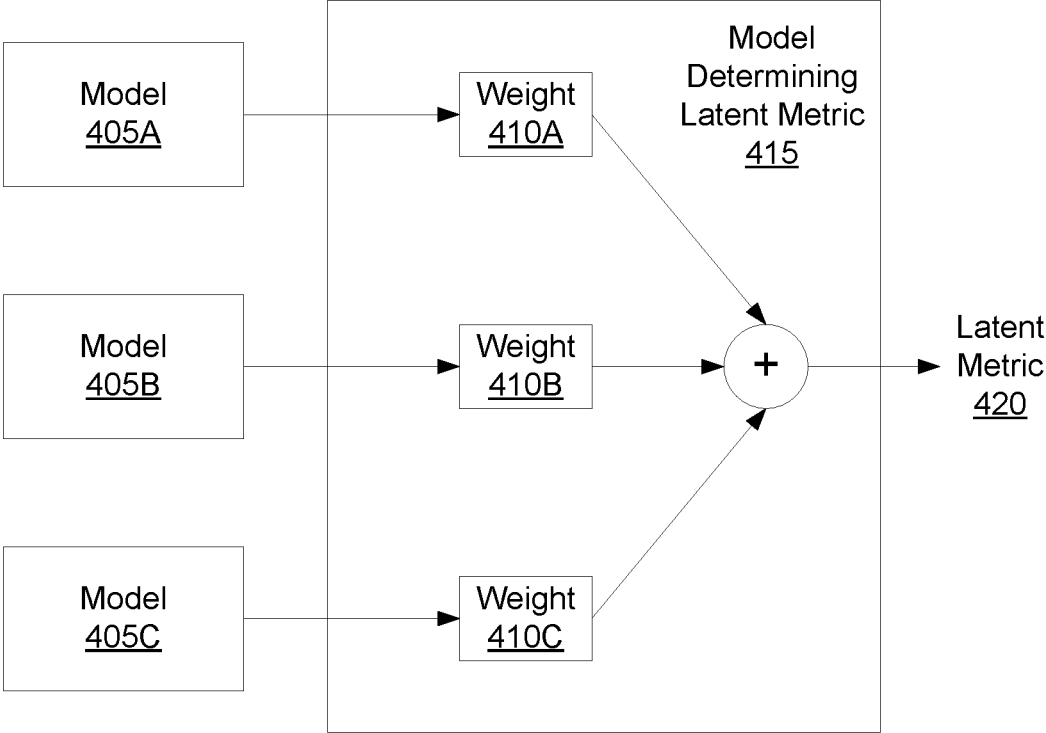 Model
405A
Weight
410A
Model
Determining
Latent Metric
415
Model
405B
Weight
410B
+
Latent
Metric
420
Model
405C
Weight
410C